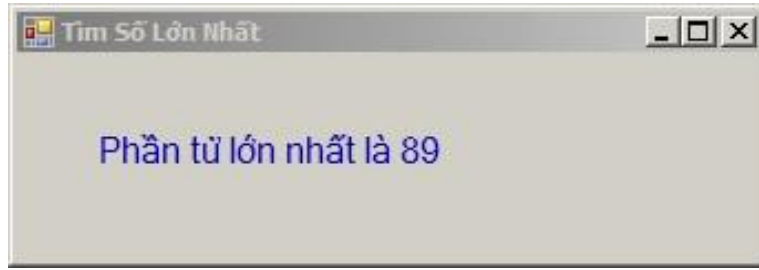 Tìm Số Lớn Nhất
Phần tử lớn nhất là 89